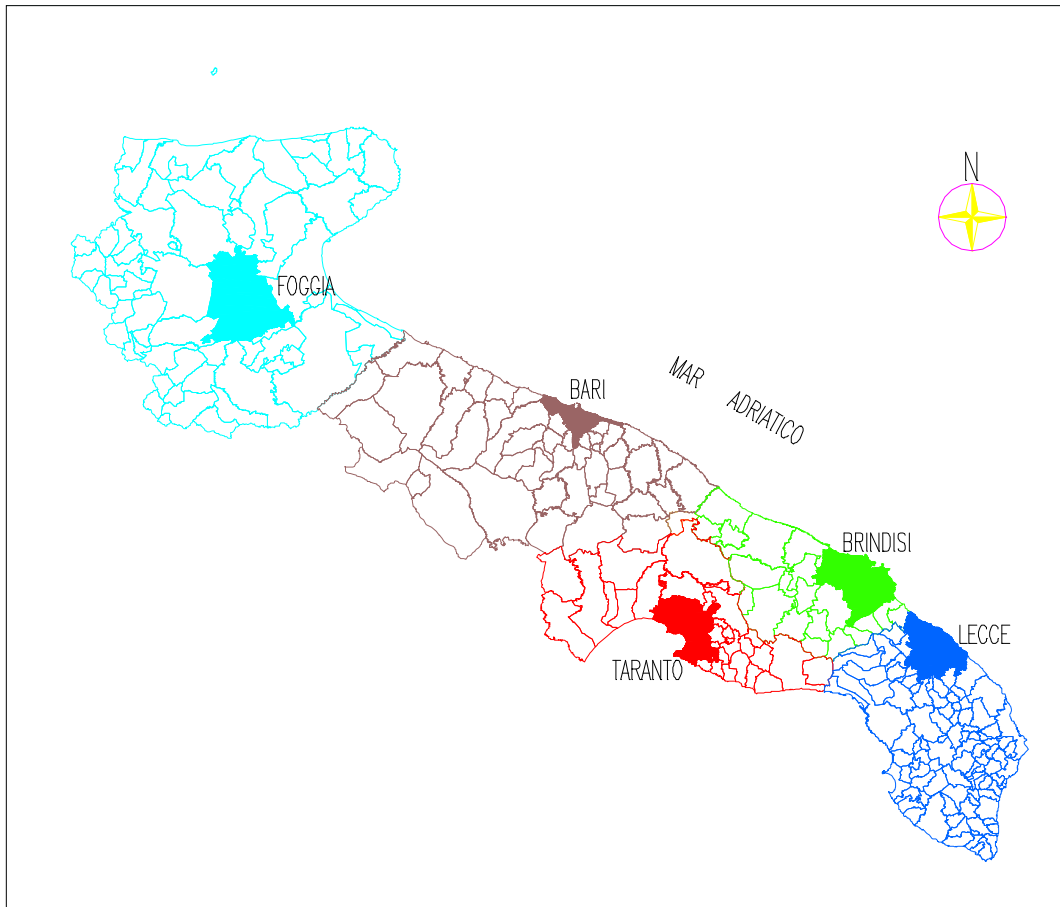 N
FOGGIA
MAR ADRIATICO
BARI
BRINDISI
LECCE
TARANTO